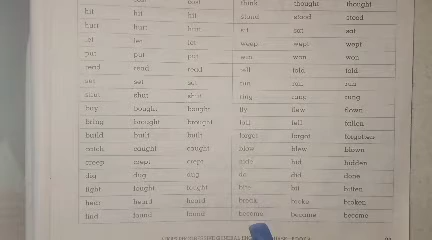 cost cost think thought thought
hit hit hit stand stood stood
hurt hurt hurt sit sat sat
let let let weep wept wept
put put put win won won
read read read tell told told
set set set run ran run
shut shut shut ring rang rung
buy bought bought fly flew flown
bring brought brought fall fell fallen
build built built forget forgot forgotten
catch caught caught blow blew blown
creep crept crept hide hid hidden
dig dug dug do did done
fight fought fought bite bit bitten
hear heard heard break broke broken
find found found become became become